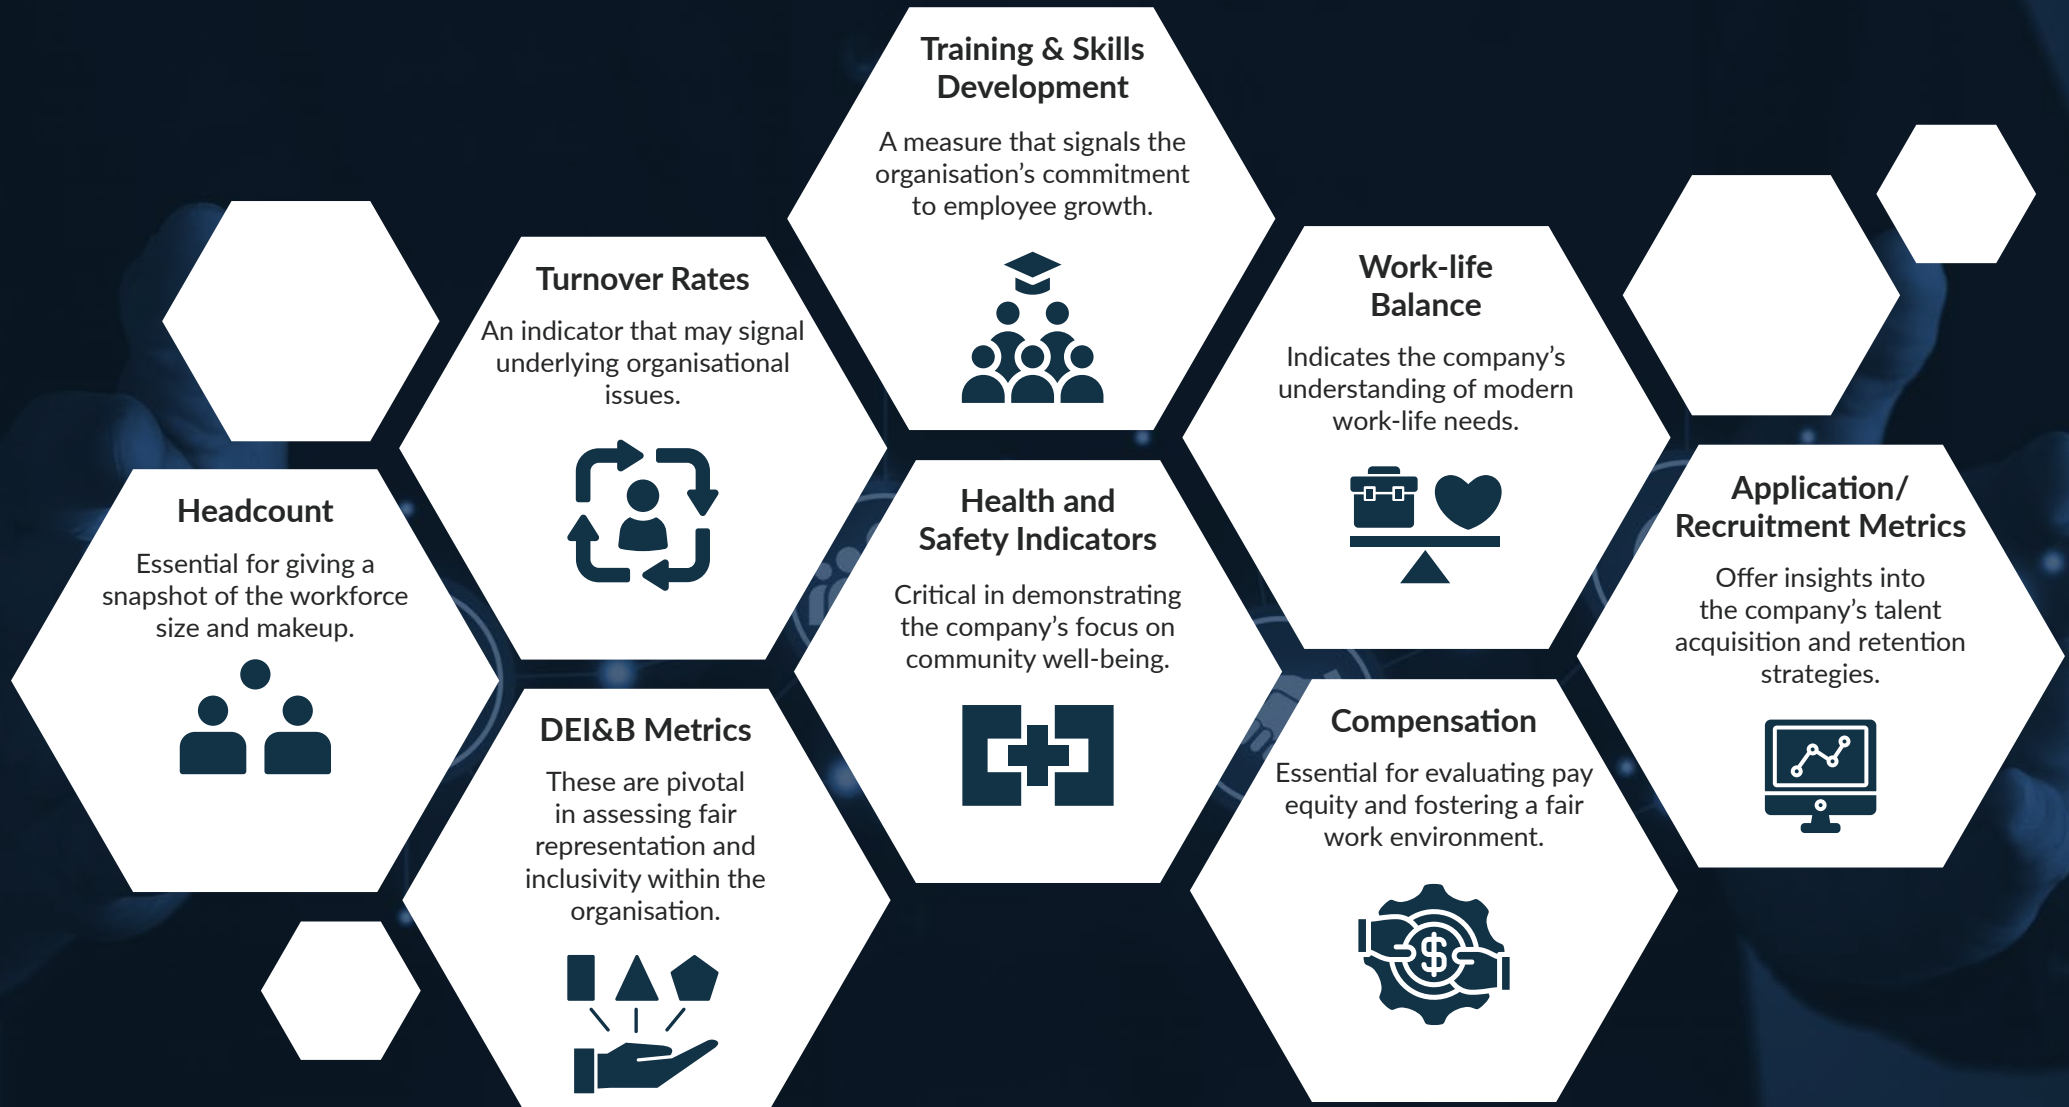 Training & Skills
Development
A measure that signals the
organisation’s commitment
to employee growth.
Turnover Rates
An indicator that may signal
underlying organisational
issues.
Work-life
Balance
Indicates the company’s
understanding of modern
work-life needs.
Headcount
Essential for giving a
snapshot of the workforce
size and makeup.
Health and
Safety Indicators
Critical in demonstrating
the company’s focus on
community well-being.
Application/
Recruitment Metrics
Offer insights into
the company’s talent
acquisition and retention
strategies.
DEI&B Metrics
These are pivotal
in assessing fair
representation and
inclusivity within the
organisation.
Compensation
Essential for evaluating pay
equity and fostering a fair
work environment.
$